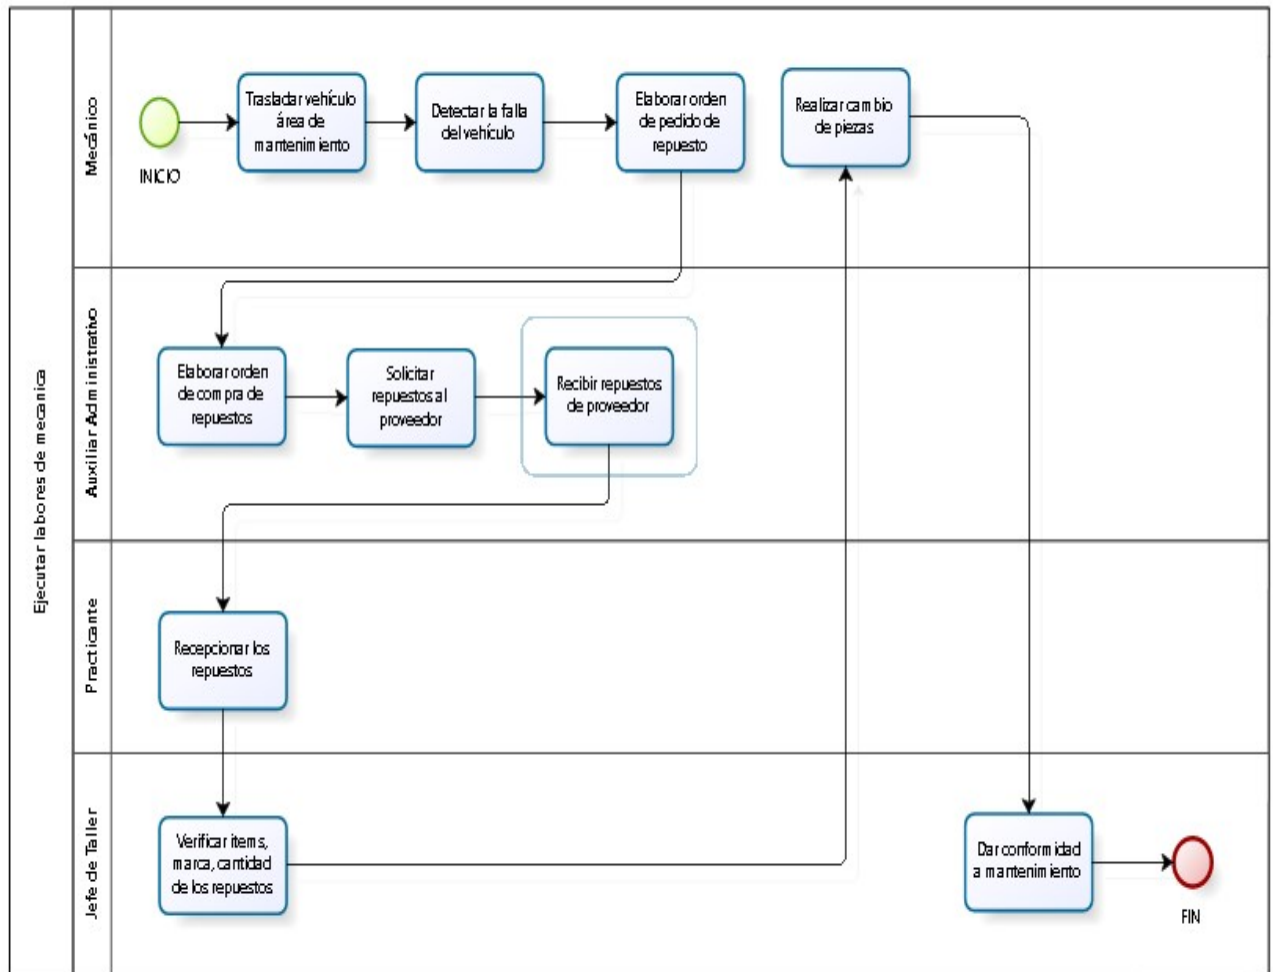 Ejecutar labores de mecanica
Mecánico
INICIO
Trasladar vehículo
área de
mantenimiento
Detectar la falla
del vehículo
Elaborar orden
de pedido de
repuesto
Realizar cambio
de piezas
Auxiliar Administrativo
Elaborar orden
de compra de
repuestos
Solicitar
repuestos al
proveedor
Recibir repuestos
de proveedor
Practicante
Recepcionar los
repuestos
Jefe de Taller
Verificar items,
marca, cantidad
de los repuestos
Dar conformidad
a mantenimiento
FIN